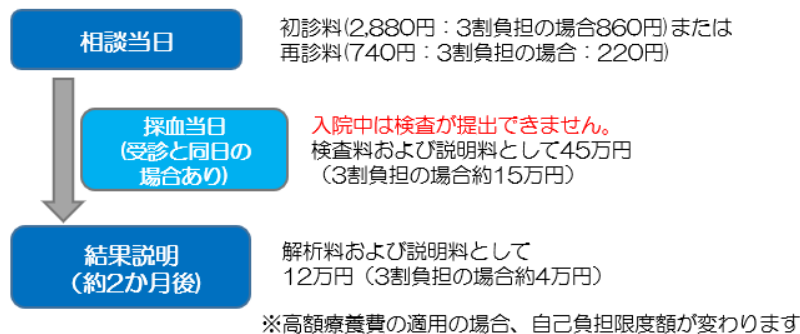 相談当日
初診料(2,880円：3割負担の場合860円)または
再診料(740円：3割負担の場合：220円)
採血当日
(受診と同日の
場合あり)
入院中は検査が提出できません。
検査料および説明料として45万円
（3割負担の場合約15万円）
結果説明
（約2か月後）
解析料および説明料として
12万円（3割負担の場合約4万円）
※高額療養費の適用の場合、自己負担限度額が変わります